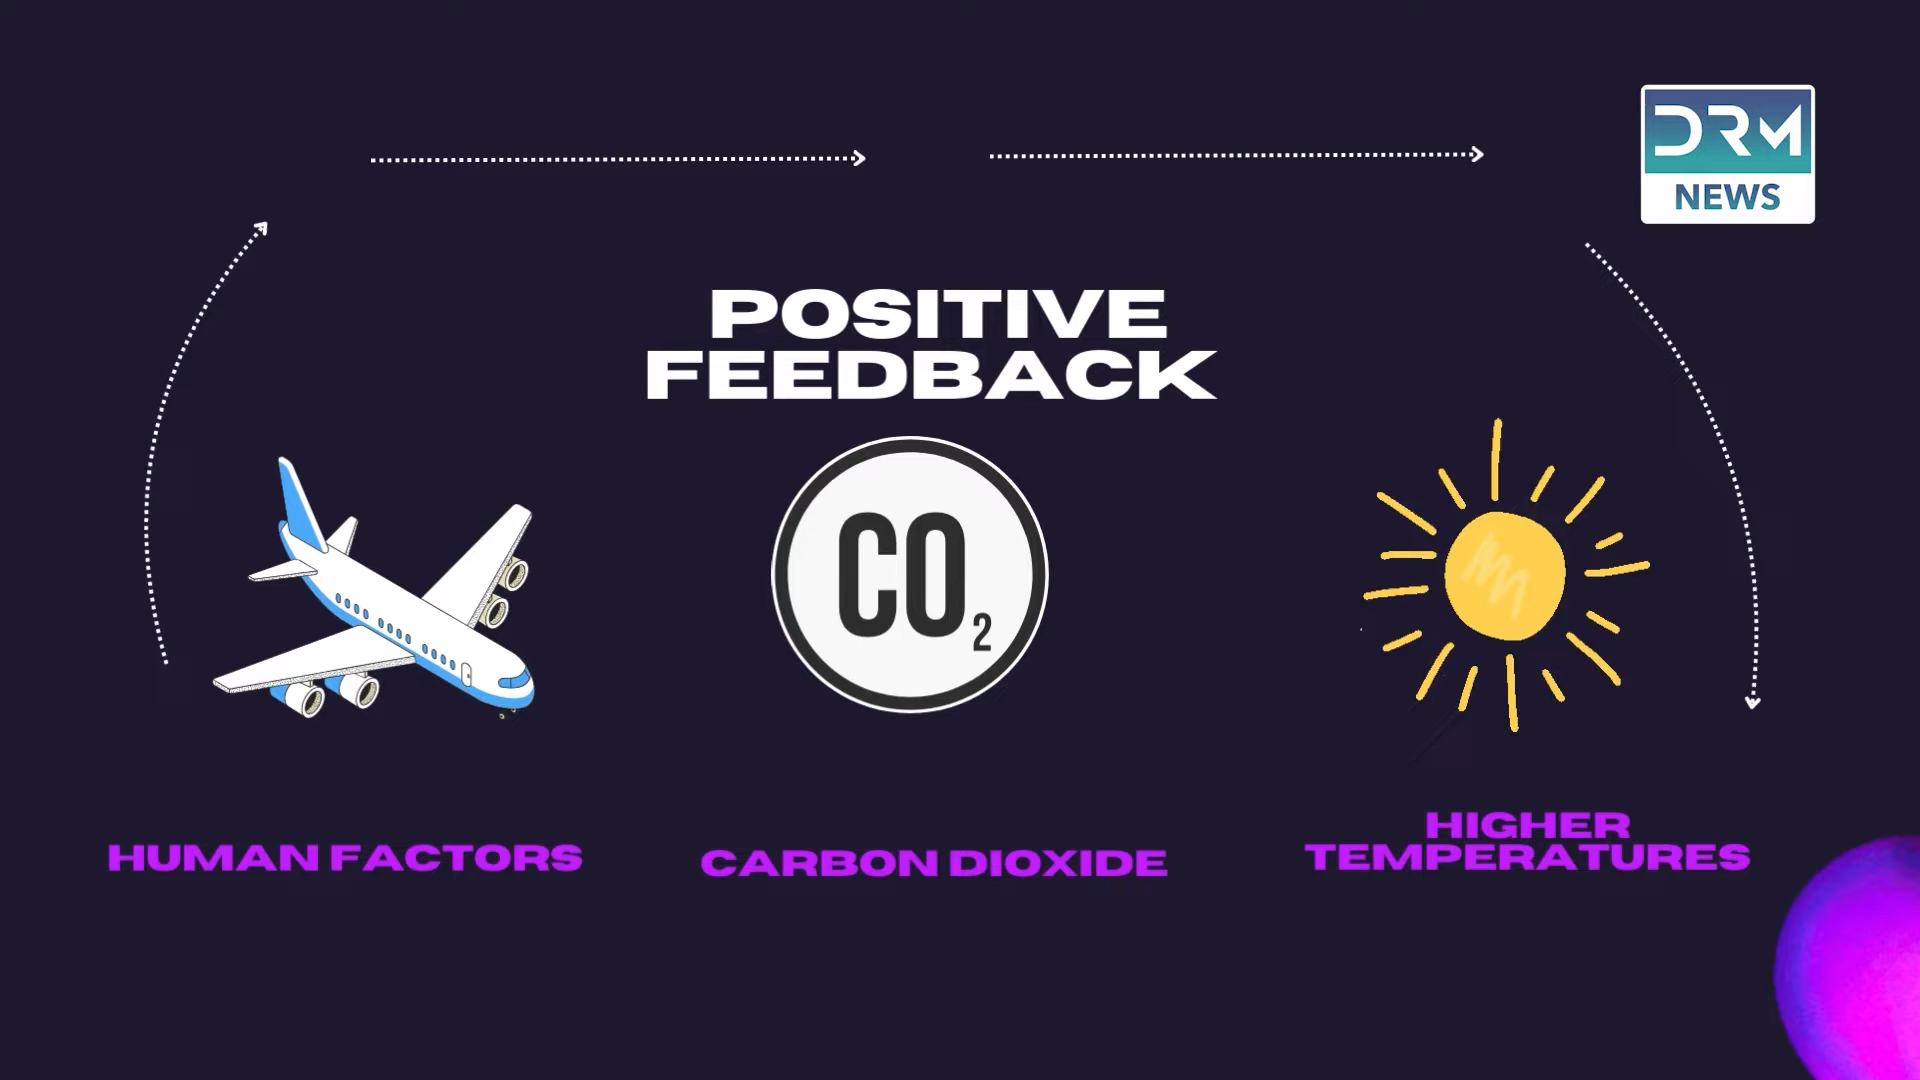 DRM
NEWS
POSITIVE
FEEDBACK
CO₂
HUMAN FACTORS
CARBON DIOXIDE
HIGHER
TEMPERATURES